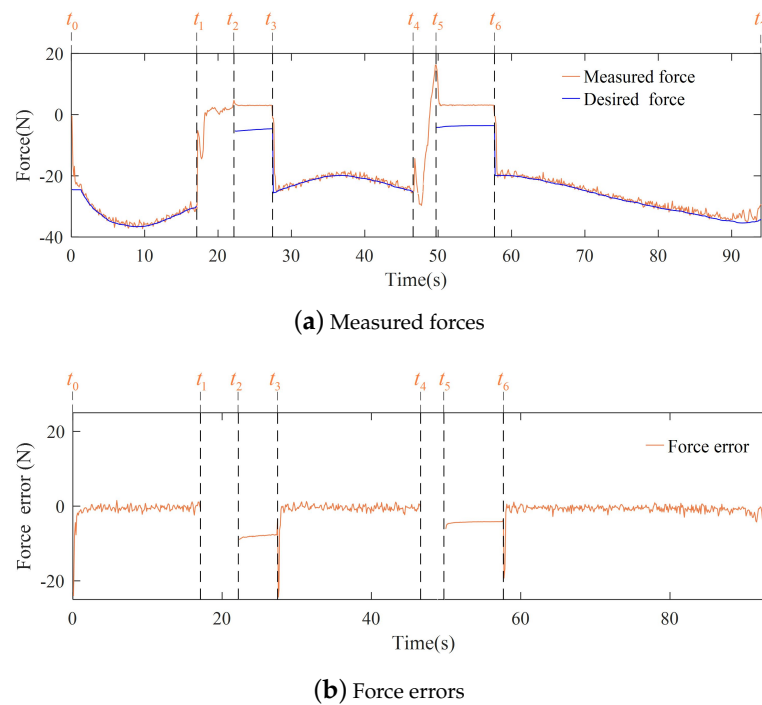 t0 t1 t2 t3 t4 t5 t6
20
Measured force
Desired force
0
-20
-40
Force(N)
0 10 20 30 40 50 60 70 80 90
Time(s)
(a) Measured forces
t0 t1 t2 t3 t4 t5 t6
20
Force error
0
-20
Force error (N)
0 20 40 60 80
Time(s)
(b) Force errors